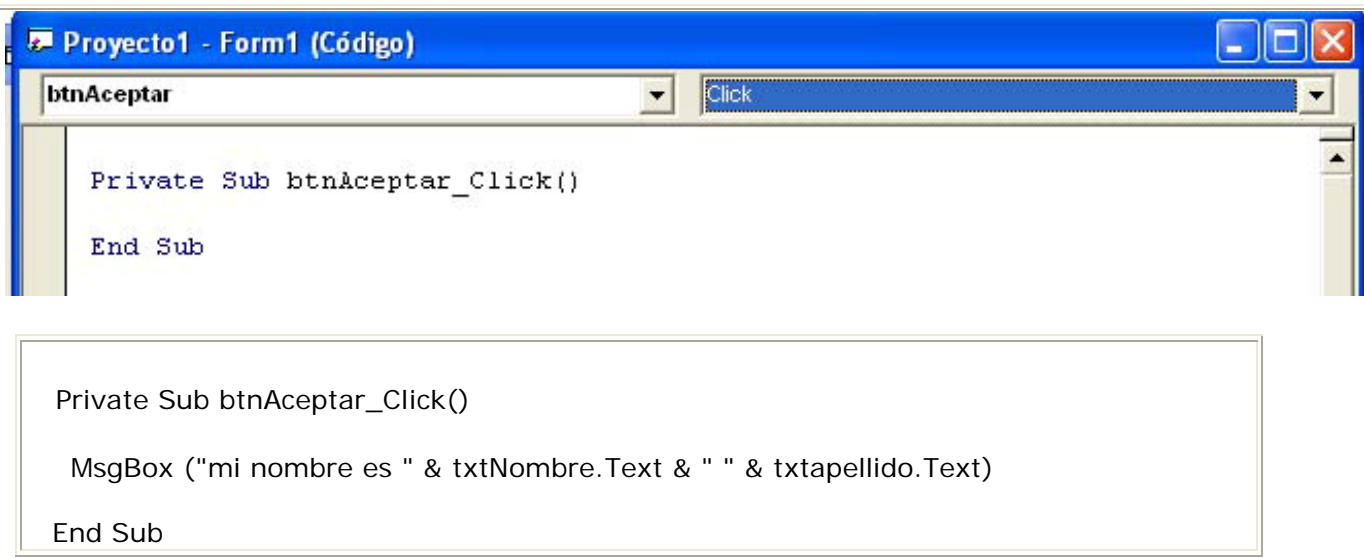 Proyecto1 - Form1 (Código)
btnAceptar Click
Private Sub btnAceptar_Click()
End Sub
Private Sub btnAceptar_Click()
MsgBox ("mi nombre es " & txtNombre.Text & " " & txtapellido.Text)
End Sub